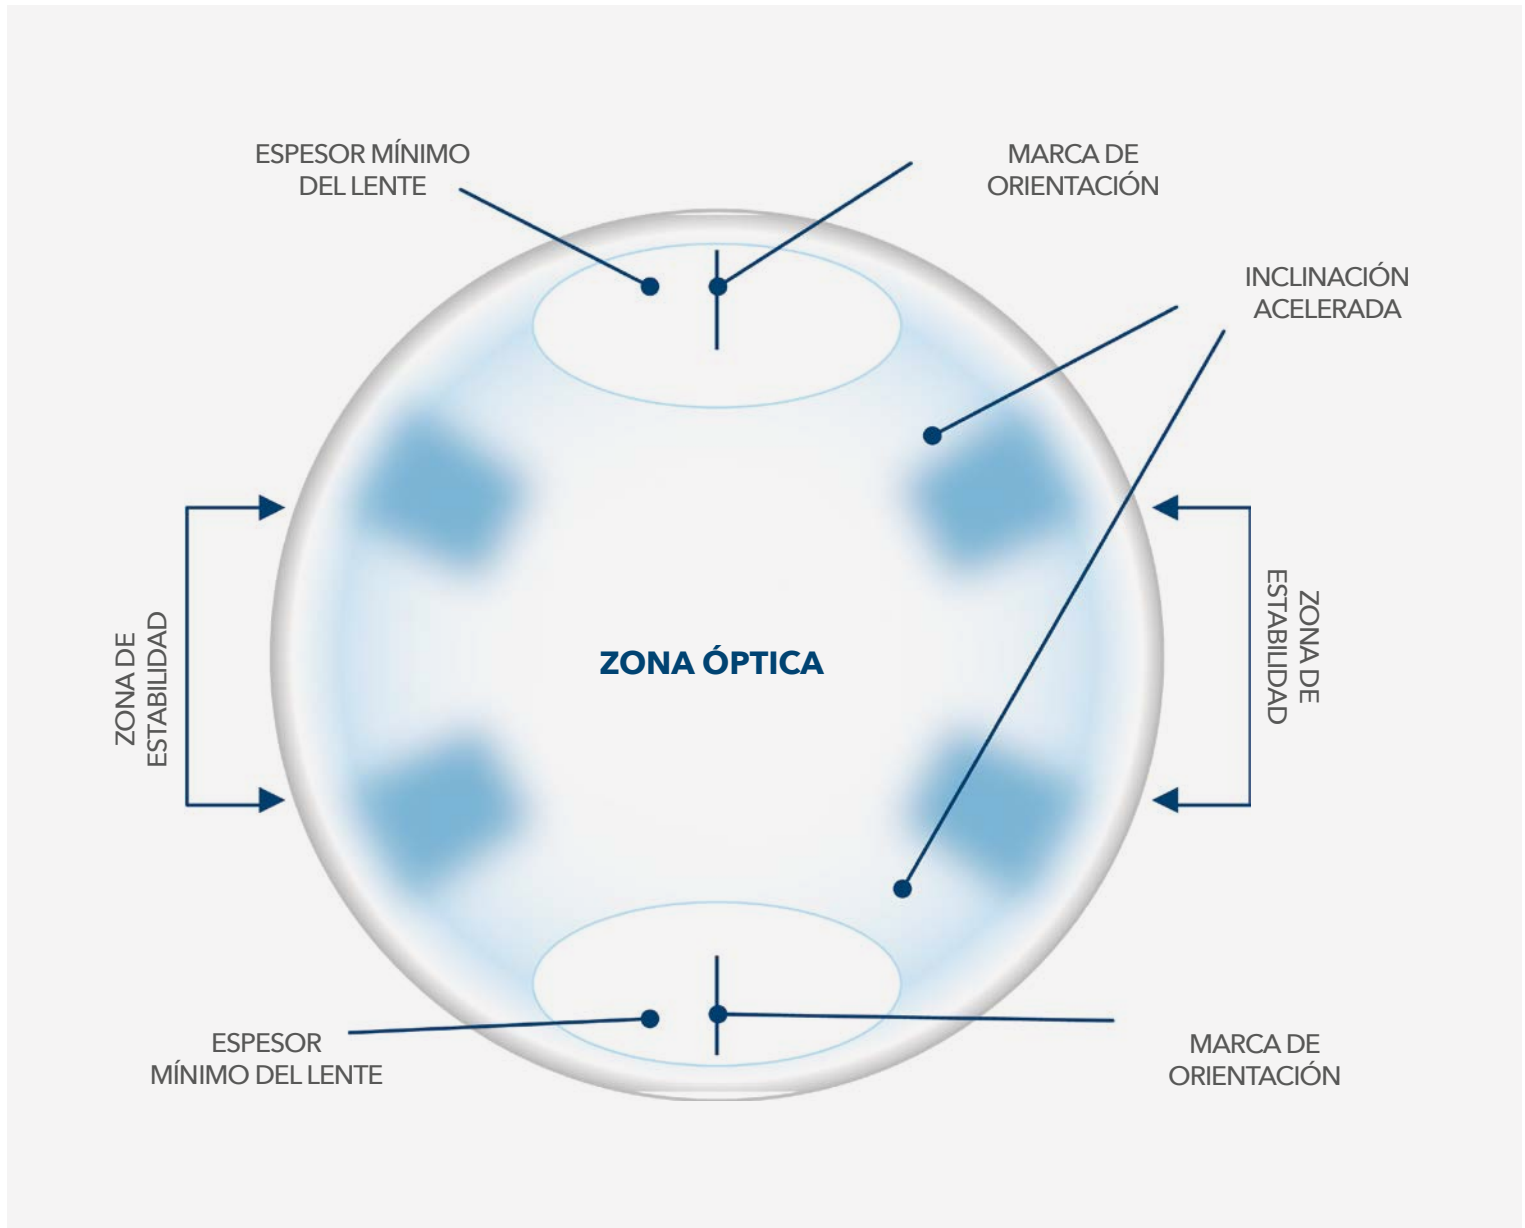 ESPESOR MÍNIMO
DEL LENTE
MARCA DE
ORIENTACIÓN
INCLINACIÓN
ACELERADA
ZONA DE
ESTABILIDAD
ZONA ÓPTICA
ZONA DE
ESTABILIDAD
ESPESOR
MÍNIMO DEL LENTE
MARCA DE
ORIENTACIÓN